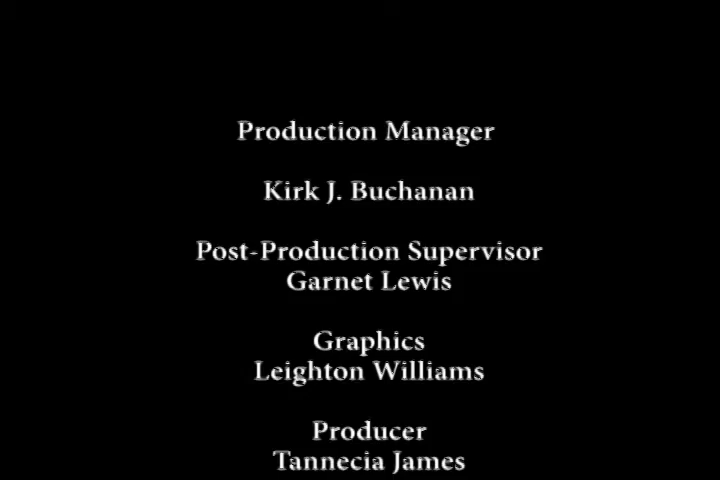 Production Manager
Kirk J. Buchanan
Post-Production Supervisor
Garnet Lewis
Graphics
Leighton Williams
Producer
Tannecia James